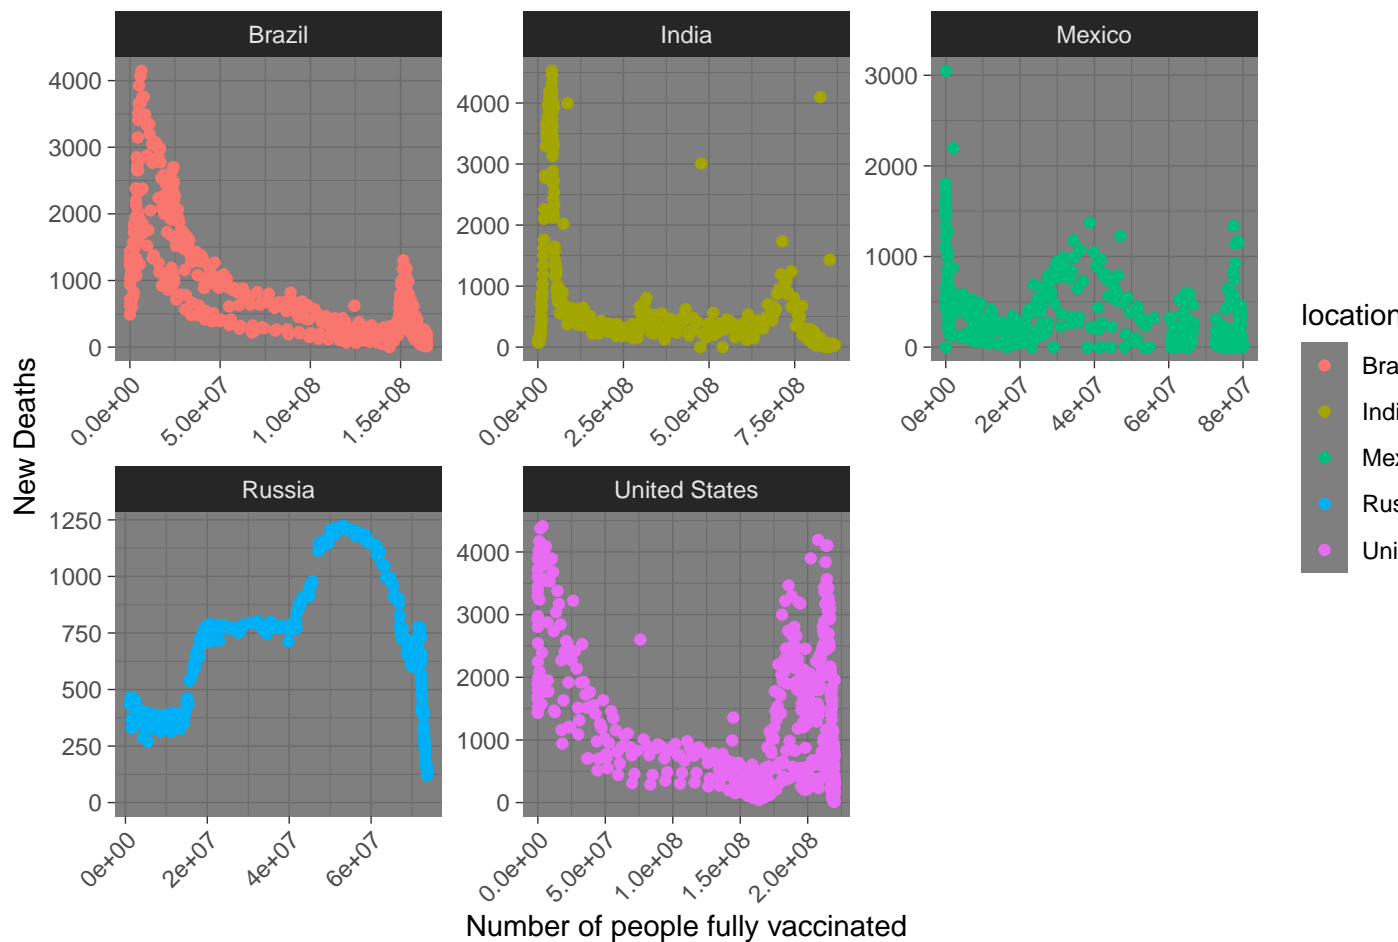 Brazil
India
Mexico
4000
3000
2000
1000
0
4000
3000
2000
1000
0
3000
2000
1000
0
0.0e+00
5.0e+07
1.0e+08
1.5e+08
0.0e+00
2.5e+08
5.0e+08
7.5e+08
0e+00
2e+07
4e+07
6e+07
8e+07
New Deaths
Russia
United States
1250
1000
750
500
250
0
4000
3000
2000
1000
0
0e+00
2e+07
4e+07
6e+07
0.0e+00
5.0e+07
1.0e+08
1.5e+08
2.0e+08
Number of people fully vaccinated
location
Bra
Indi
Mex
Rus
Uni